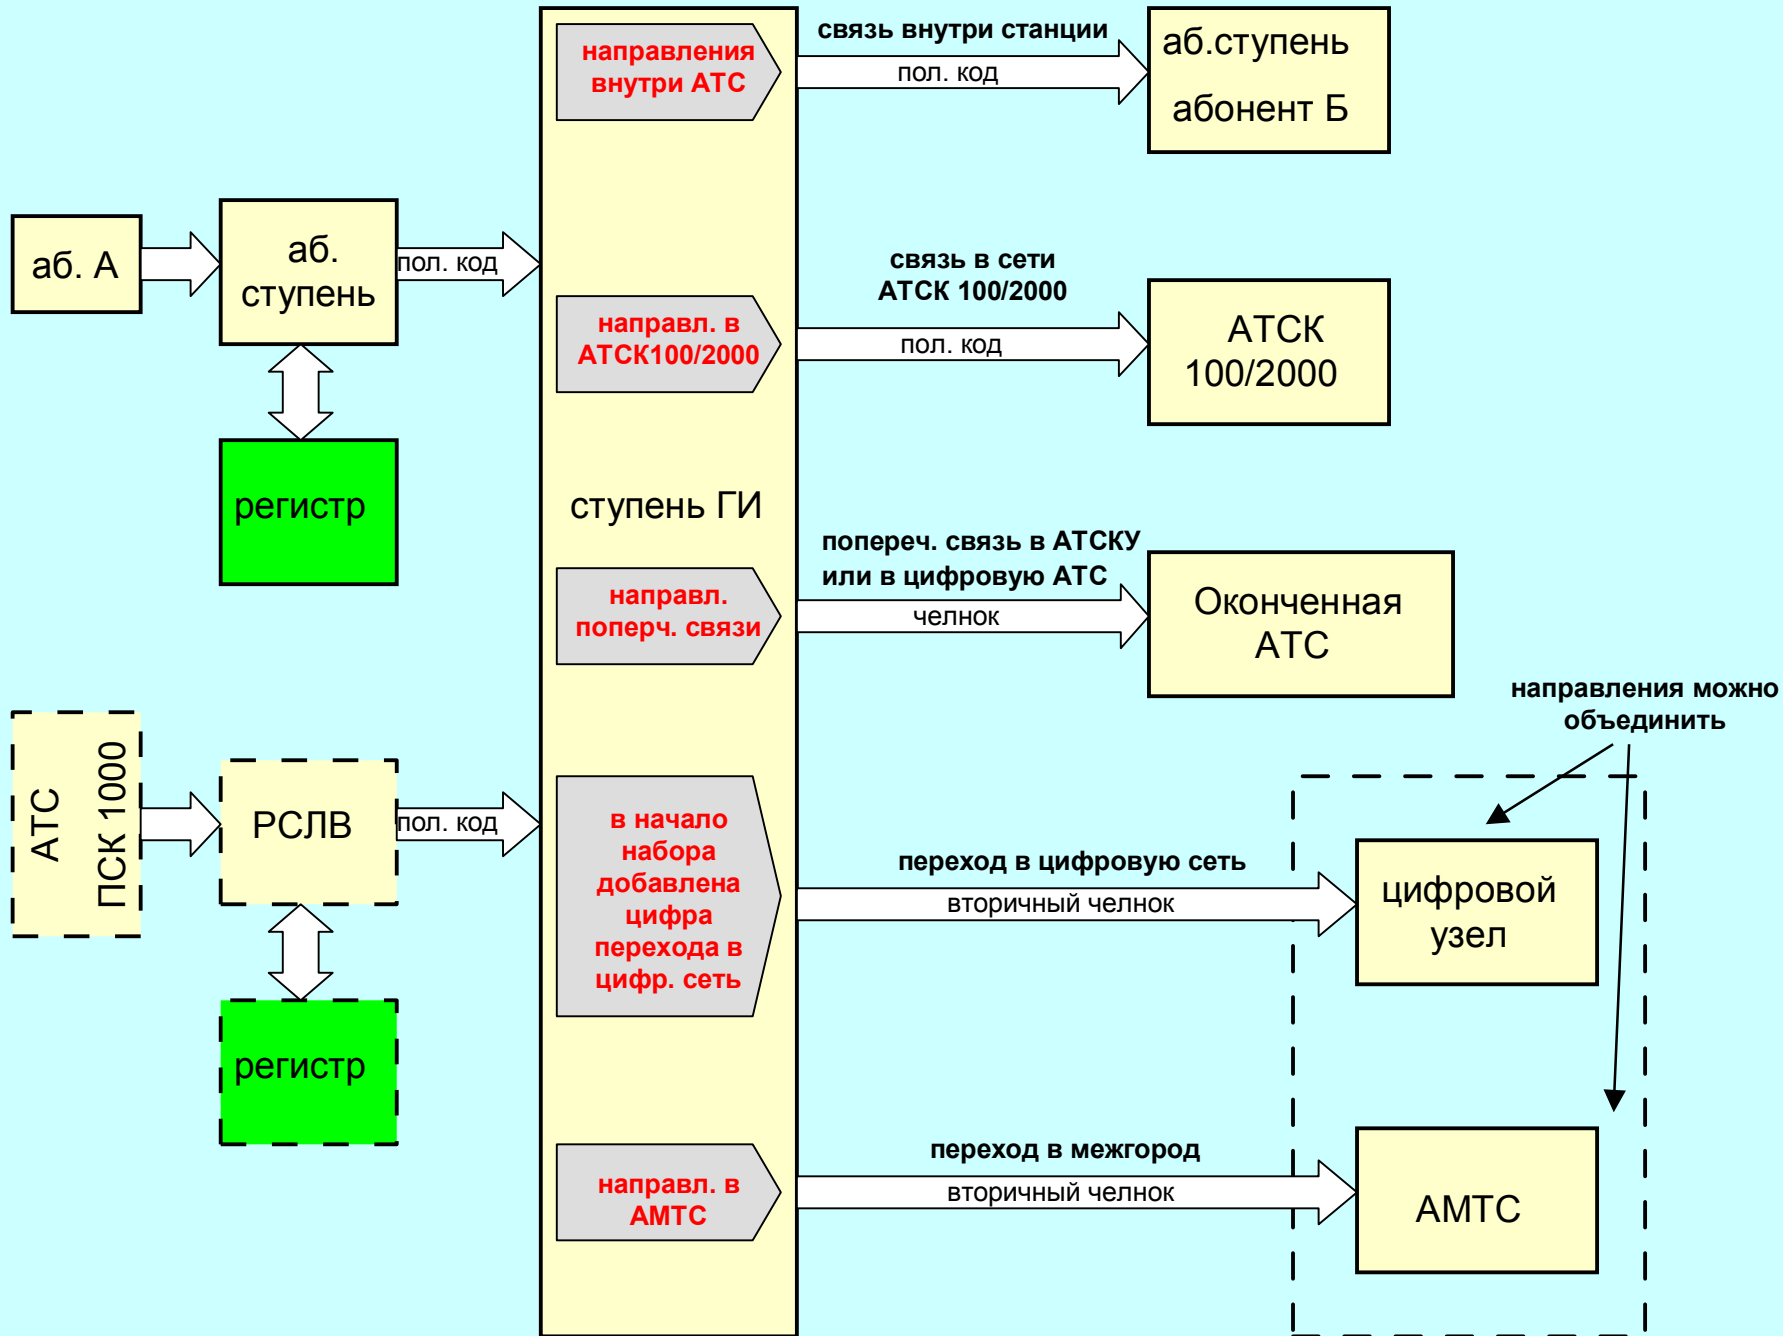 направления
внутри АТС
связь внутри станции
пол. код
аб.ступень
абонент Б
аб. А
аб.
ступень
пол. код
регистр
направл. в
АТСК100/2000
связь в сети
АТСК 100/2000
пол. код
АТСК
100/2000
ступень ГИ
направл.
поперч. связи
попереч. связь в АТСКУ
или в цифровую АТС
челнок
Оконченная
АТС
направления можно
объединить
АТС
ПСК 1000
РСЛВ
пол. код
регистр
в начало
набора
добавлена
цифра
перехода в
цифр. сеть
переход в цифровую сеть
вторичный челнок
цифровой
узел
направл. в
АМТС
переход в межгород
вторичный челнок
АМТС